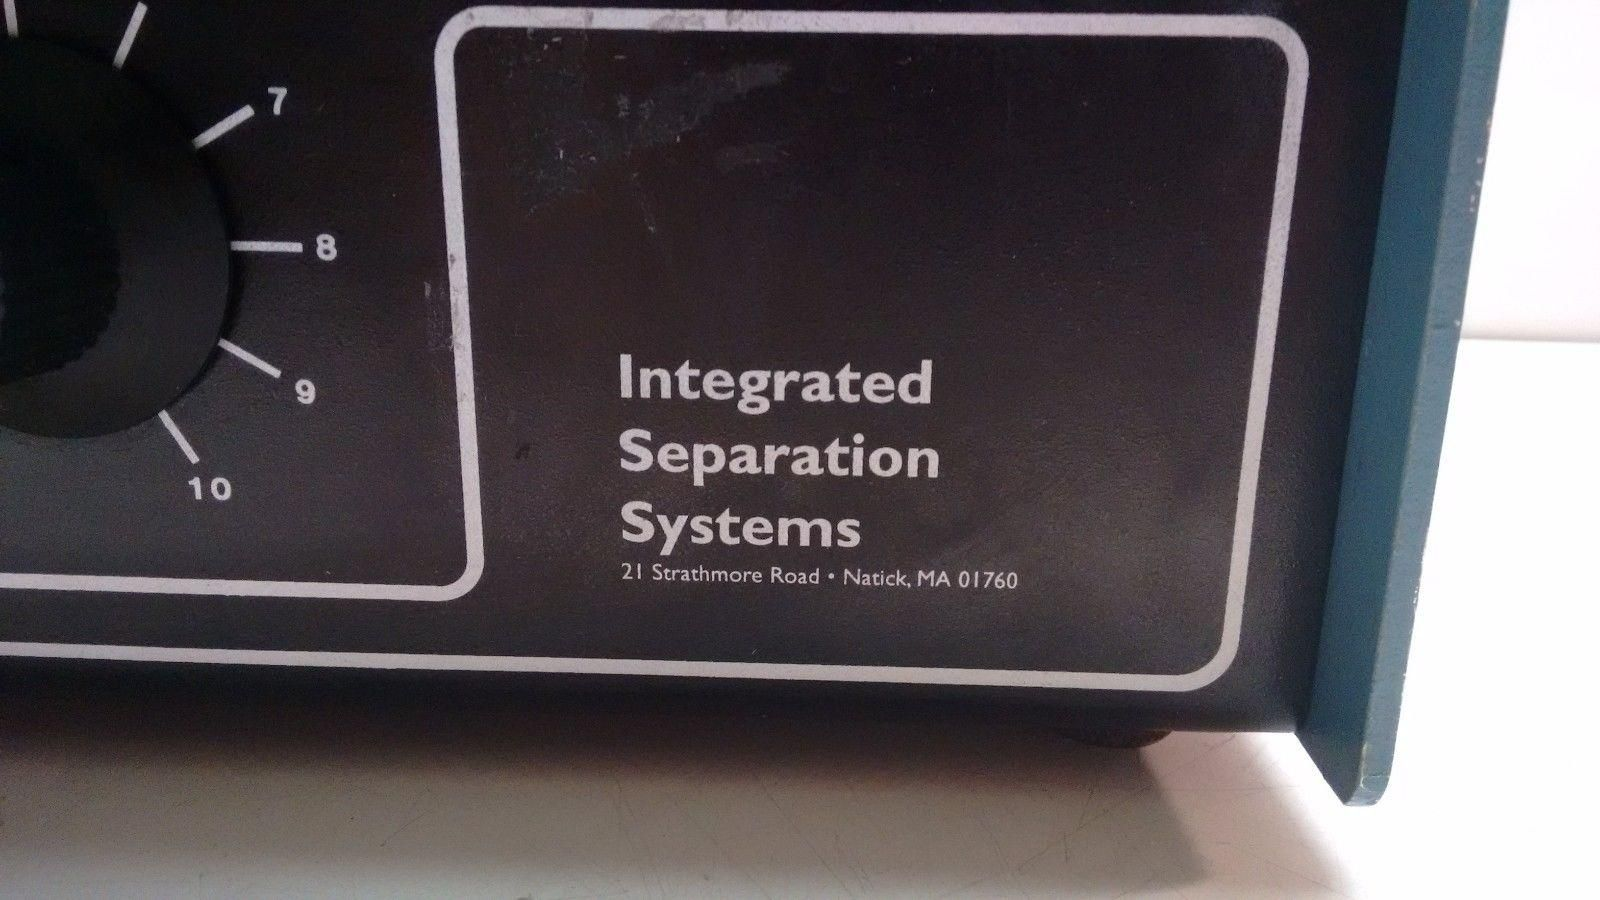 7
8
9
10
Integrated
Separation
Systems
21 Strathmore Road • Natick, MA 01760